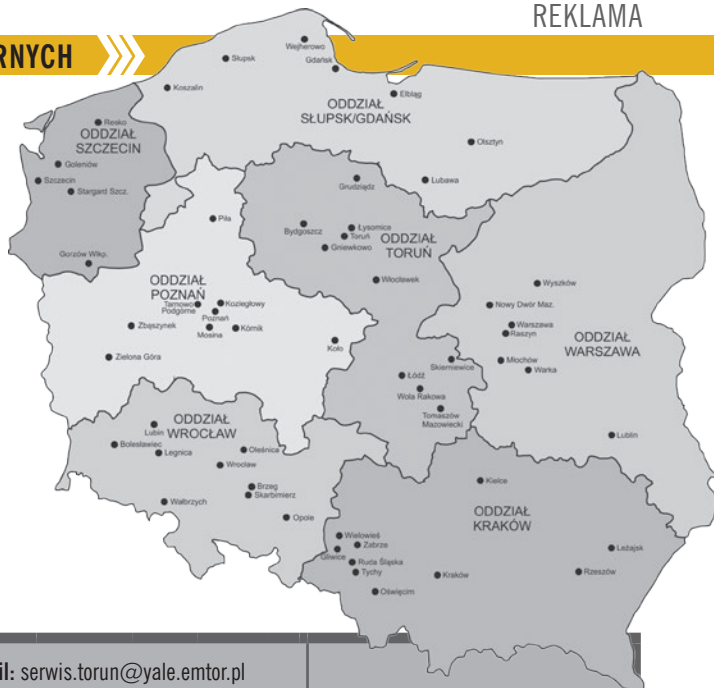 REKLAMA
RNYCH
Wejherowo
Słupsk
Gdańsk
Koszalin
Elbląg
ODDZIAŁ
SŁUPSK/GDAŃSK
Resko
ODDZIAŁ
SZCZECIN
Olsztyn
Goleniów
Szczecin
Stargard Szcz.
Grudziądz
Lubawa
Piła
Bydgoszcz
Łysomice
Toruń
Gniewkowo
ODDZIAŁ
TORUŃ
Gorzów Wlkp.
Włocławek
ODDZIAŁ
POZNAŃ
Wyszków
Tarnowo
Podgórne
Koziegłowy
Poznań
Nowy Dwór Maz.
Zbąszynek
Mosina
Kórnik
Warszawa
Raszyn
ODDZIAŁ
WARSZAWA
Koło
Zielona Góra
Skierniewice
Młochów
Warka
Łódź
Wola Rakowa
Tomaszów
Mazowiecki
ODDZIAŁ
WROCŁAW
Lubin
Bolesławiec
Legnica
Oleśnica
Lublin
Wrocław
Brzeg
Skarbimierz
Wałbrzych
Opole
Kielce
ODDZIAŁ
KRAKÓW
Wielowieś
Zabrze
Gliwice
Ruda Śląska
Tychy
Leżajsk
Kraków
Rzeszów
Oświęcim
il: serwis.torun@yale.emtor.pl